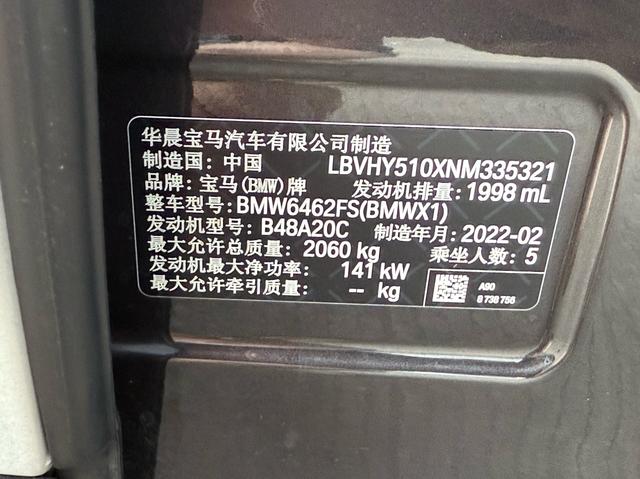 华晨宝马汽车有限公司制造
制造国：中国 LBVHY510XNM335321
品牌：宝马(BMW)牌 发动机排量：1998 mL
整车型号：BMW6462FS(BMWX1)
发动机型号：B48A20C 制造年月：2022-02
最大允许总质量：2060 kg 乘坐人数：5
发动机最大净功率：141 kW
最大允许牵引质量：-- kg
A90
8 738 756